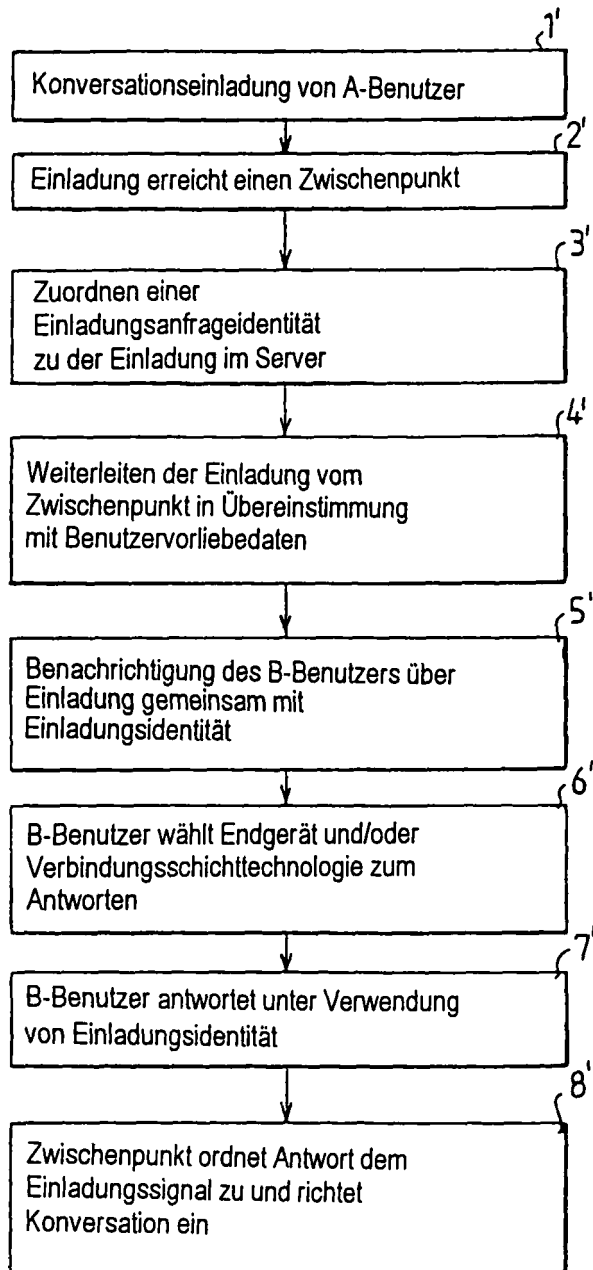 1'
Konversationseinladung von A-Benutzer
2'
Einladung erreicht einen Zwischenpunkt
3'
Zuordnen einer
Einladungsanfrageidentität
zu der Einladung im Server
4'
Weiterleiten der Einladung vom
Zwischenpunkt in Übereinstimmung
mit Benutzervorliebedaten
5'
Benachrichtigung des B-Benutzers über
Einladung gemeinsam mit
Einladungsidentität
6'
B-Benutzer wählt Endgerät und/oder
Verbindungsschichttechnologie zum
Antworten
7'
B-Benutzer antwortet unter Verwendung
von Einladungsidentität
8'
Zwischenpunkt ordnet Antwort dem
Einladungssignal zu und richtet
Konversation ein